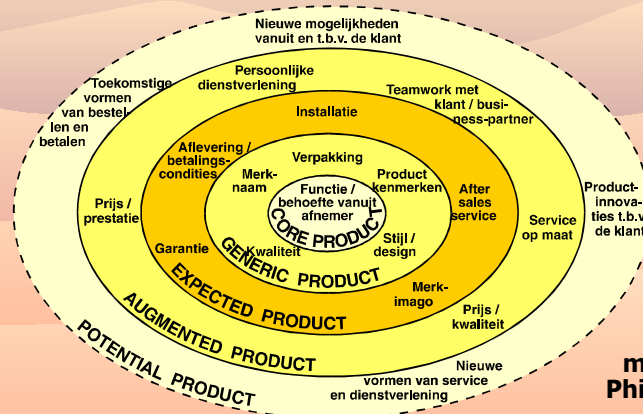 Nieuwe mogelijkheden
vanuit en t.b.v. de klant
Persoonlijke
dienstverlening
Toekomstige
vormen
van bestel-
len en
betalen
Teamwork met
klant / busi-
ness-partner
Installatie
Aflevering /
betalings-
condities
Verpakking
Merk-
naam
Product
kenmerken
Functie /
behoefte vanuit
afnemer
CORE PRODUCT
After
sales
service
Product-
innova-
ties t.b.v.
de klant
Prijs /
prestatie
Service
op maat
Garantie
Kwaliteit
Stijl /
design
GENERIC PRODUCT
Merk-
imago
EXPECTED PRODUCT
Prijs /
kwaliteit
AUGMENTED PRODUCT
Nieuwe
vormen van service
en dienstverlening
POTENTIAL PRODUCT
m
Phi